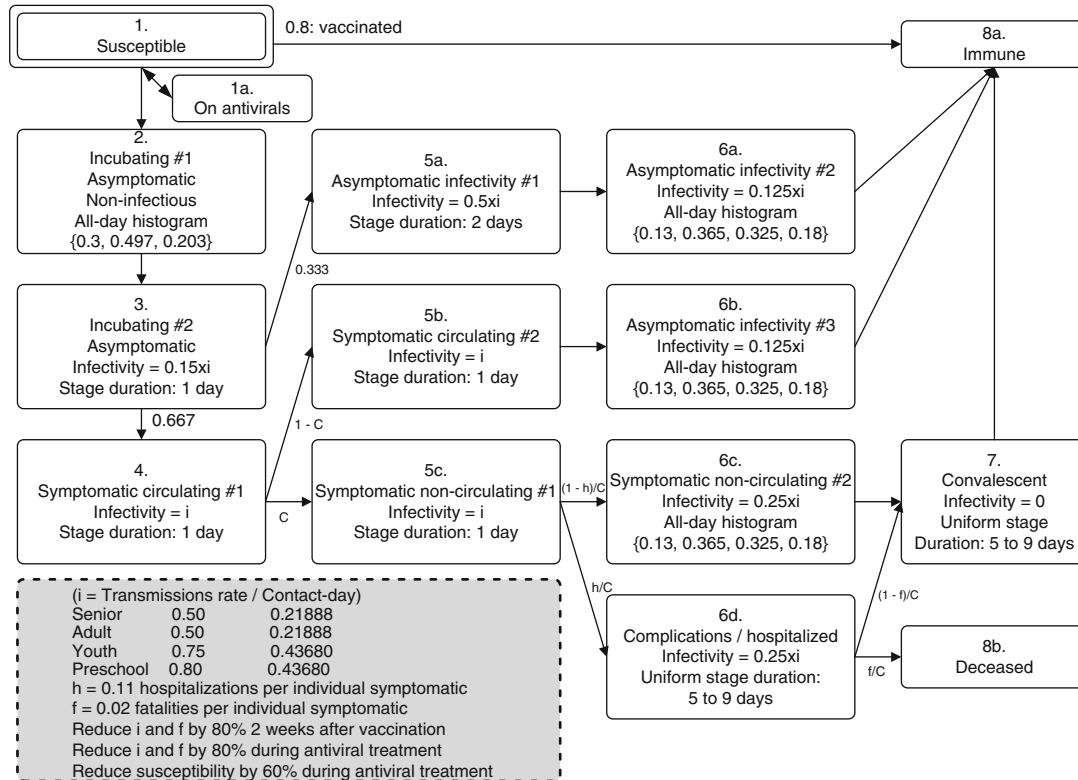 1.
Susceptible
0.8: vaccinated
8a.
Immune
1a.
On antivirals
2.
Incubating #1
Asymptomatic
Non-infectious
All-day histogram
{0.3, 0.497, 0.203}
5a.
Asymptomatic infectivity #1
Infectivity = 0.5xi
Stage duration: 2 days
6a.
Asymptomatic infectivity #2
Infectivity = 0.125xi
All-day histogram
{0.13, 0.365, 0.325, 0.18}
0.333
3.
Incubating #2
Asymptomatic
Infectivity = 0.15xi
Stage duration: 1 day
5b.
Symptomatic circulating #2
Infectivity = i
Stage duration: 1 day
6b.
Asymptomatic infectivity #3
Infectivity = 0.125xi
All-day histogram
{0.13, 0.365, 0.325, 0.18}
0.667
1 - C
4.
Symptomatic circulating #1
Infectivity = i
Stage duration: 1 day
C
5c.
Symptomatic non-circulating #1
Infectivity = i
Stage duration: 1 day
(1 - h)/C
6c.
Symptomatic non-circulating #2
Infectivity = 0.25xi
All-day histogram
{0.13, 0.365, 0.325, 0.18}
7.
Convalescent
Infectivity = 0
Uniform stage
Duration: 5 to 9 days
h/C
(1 - f)/C
6d.
Complications / hospitalized
Infectivity = 0.25xi
Uniform stage duration:
5 to 9 days
f/C
8b.
Deceased
(i = Transmissions rate / Contact-day)
Senior 0.50 0.21888
Adult 0.50 0.21888
Youth 0.75 0.43680
Preschool 0.80 0.43680
h = 0.11 hospitalizations per individual symptomatic
f = 0.02 fatalities per individual symptomatic
Reduce i and f by 80% 2 weeks after vaccination
Reduce i and f by 80% during antiviral treatment
Reduce susceptibility by 60% during antiviral treatment